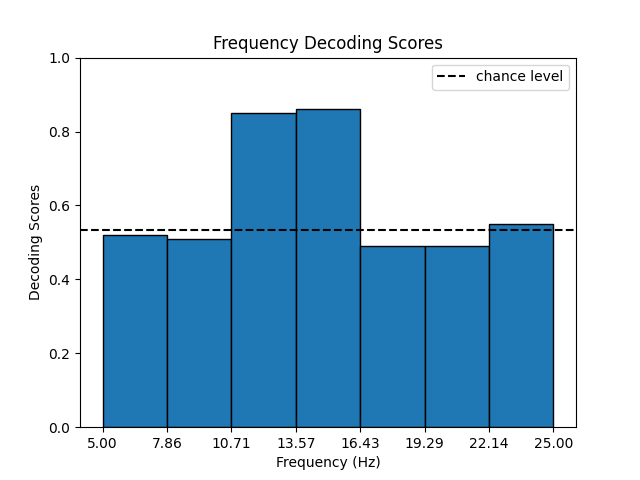 Frequency Decoding Scores
1.0
chance level
0.8
0.6
0.4
0.2
0.0
Decoding Scores
5.00 7.86 10.71 13.57 16.43 19.29 22.14 25.00
Frequency (Hz)